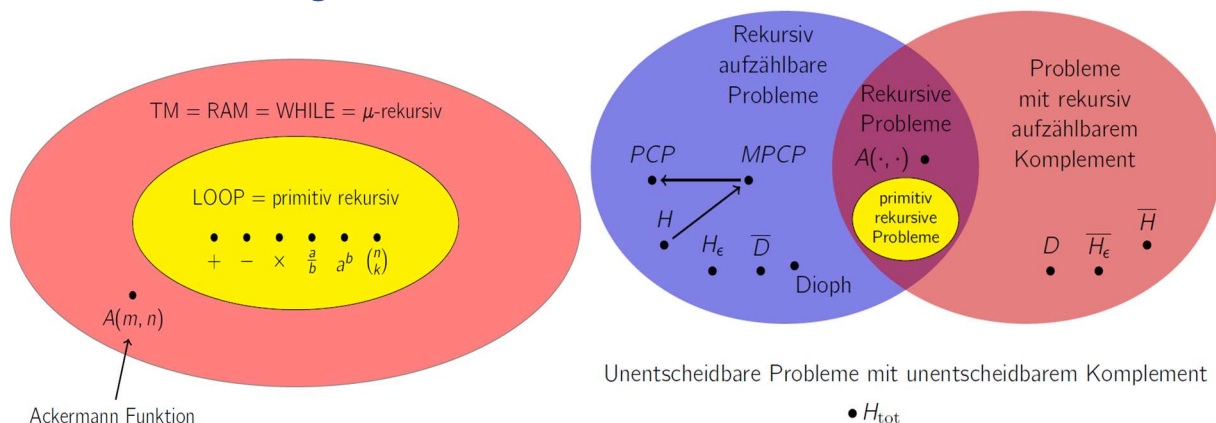 TM = RAM = WHILE = μ-rekursiv
LOOP = primitiv rekursiv
+ − × a/b a^b (n k)
A(m, n)
Ackermann Funktion
Rekursiv
aufzählbare
Probleme
PCP
MPCP
H
H_ϵ
D̅
Dioph
Rekursive
Probleme
A(·, ·)
primitiv
rekursive
Probleme
Probleme
mit rekursiv
aufzählbarem
Komplement
D
H̅_ϵ̅
H̅
Unentscheidbare Probleme mit unentscheidbarem Komplement
H_tot